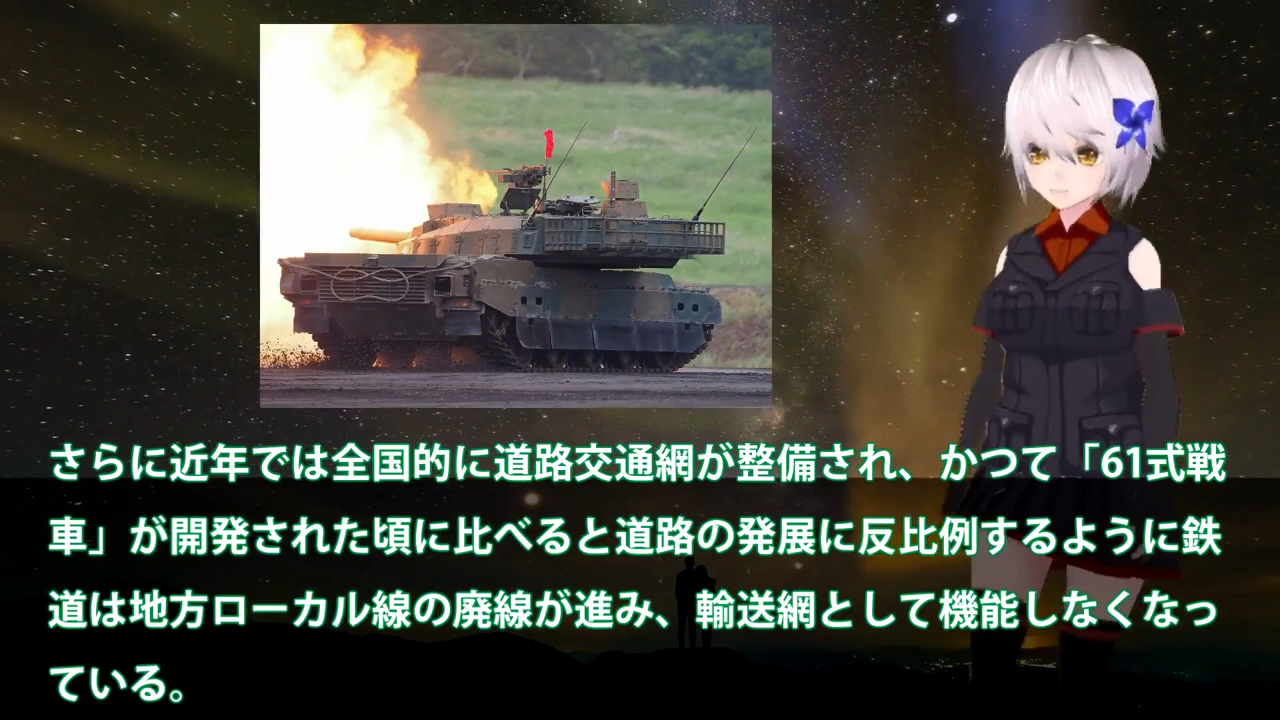 さらに近年では全国的に道路交通網が整備され、かつて「61式戦
車」が開発された頃に比べると道路の発展に反比例するように鉄
道は地方ローカル線の廃線が進み、輸送網として機能しなくなっ
ている。